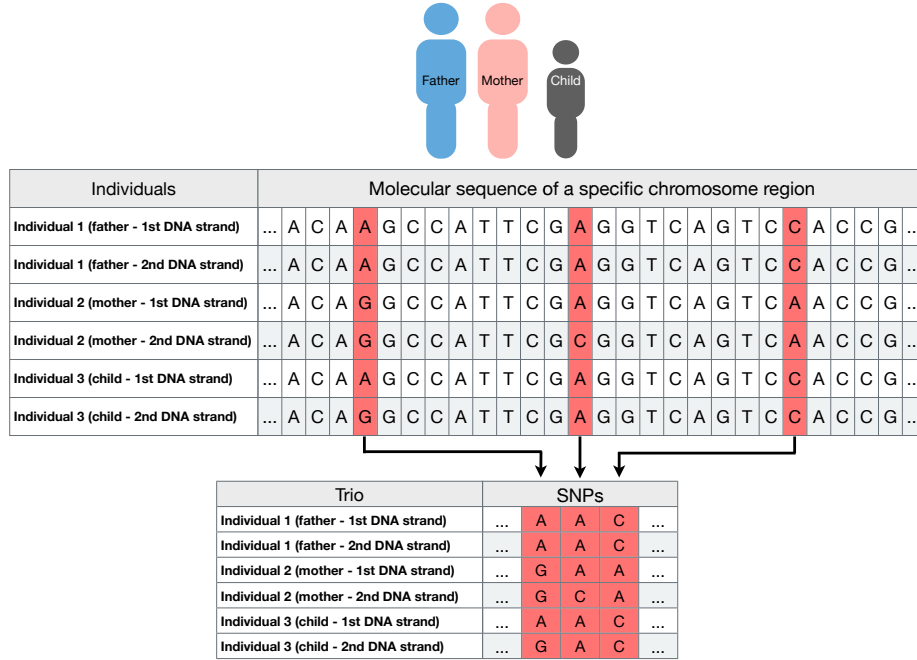 Father Mother Child
Individuals Molecular sequence of a specific chromosome region
Individual 1 (father - 1st DNA strand) ... A C A A G C C A T T C G A G G T C A G T C C A C C G ...
Individual 1 (father - 2nd DNA strand) ... A C A A G C C A T T C G A G G T C A G T C C A C C G ...
Individual 2 (mother - 1st DNA strand) ... A C A G G C C A T T C G A G G T C A G T C A A C C G ...
Individual 2 (mother - 2nd DNA strand) ... A C A G G C C A T T C G C G G T C A G T C A A C C G ...
Individual 3 (child - 1st DNA strand) ... A C A A G C C A T T C G A G G T C A G T C C A C C G ...
Individual 3 (child - 2nd DNA strand) ... A C A G G C C A T T C G A G G T C A G T C C A C C G ...
Trio SNPs
Individual 1 (father - 1st DNA strand) ... A A C ...
Individual 1 (father - 2nd DNA strand) ... A A C ...
Individual 2 (mother - 1st DNA strand) ... G A A ...
Individual 2 (mother - 2nd DNA strand) ... G C A ...
Individual 3 (child - 1st DNA strand) ... A A C ...
Individual 3 (child - 2nd DNA strand) ... G A C ...